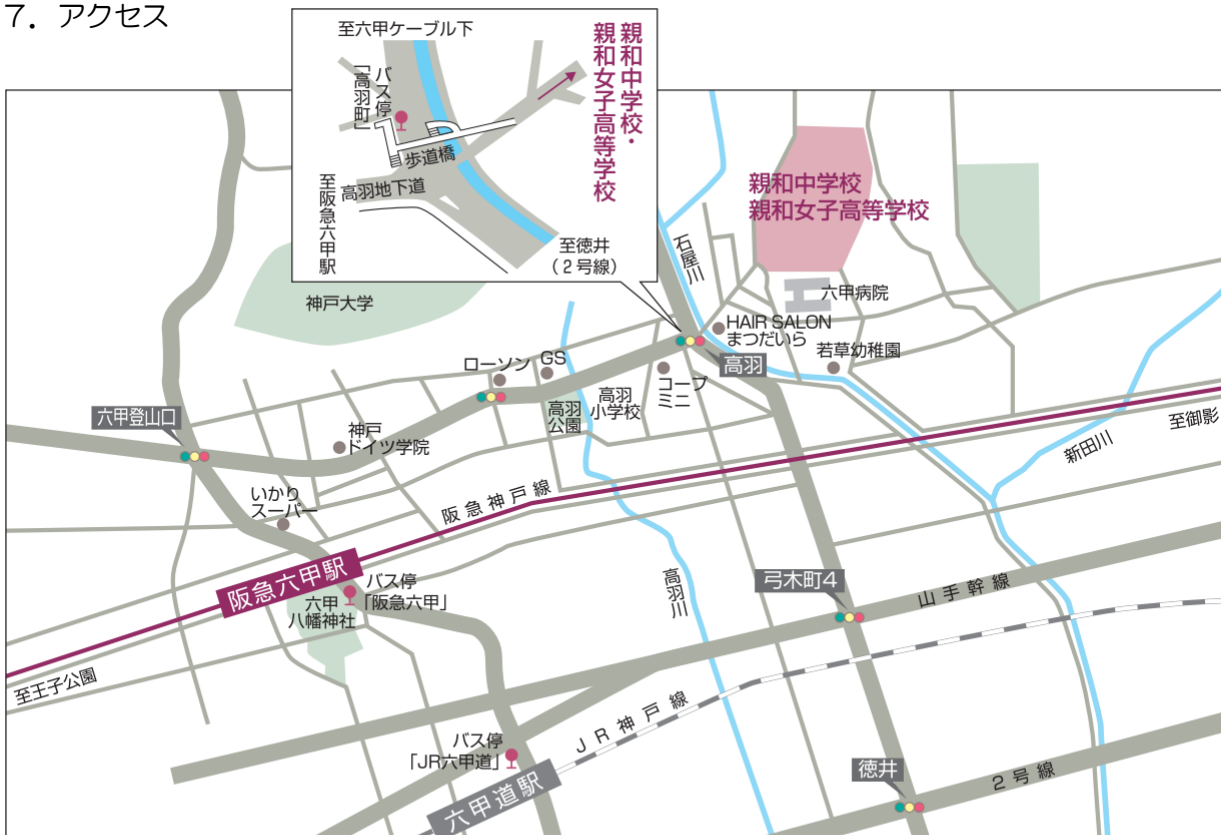 7．アクセス
至六甲ケーブル下
バス停
「高羽町」
歩道橋
高羽地下道
至阪急六甲駅
至徳井
（2号線）
親和中学校・
親和女子高等学校
親和中学校
親和女子高等学校
石屋川
六甲病院
神戸大学
HAIR SALON
まつだいら
若草幼稚園
高羽
ローソン
GS
コープ
ミニ
高羽
小学校
高羽
公園
六甲登山口
神戸
ドイツ学院
いかり
スーパー
阪急神戸線
至御影
新田川
阪急六甲駅
バス停
「阪急六甲」
六甲
八幡神社
高羽川
弓木町4
山手幹線
至王子公園
JR神戸線
バス停
「JR六甲道」
六甲道駅
徳井
2号線